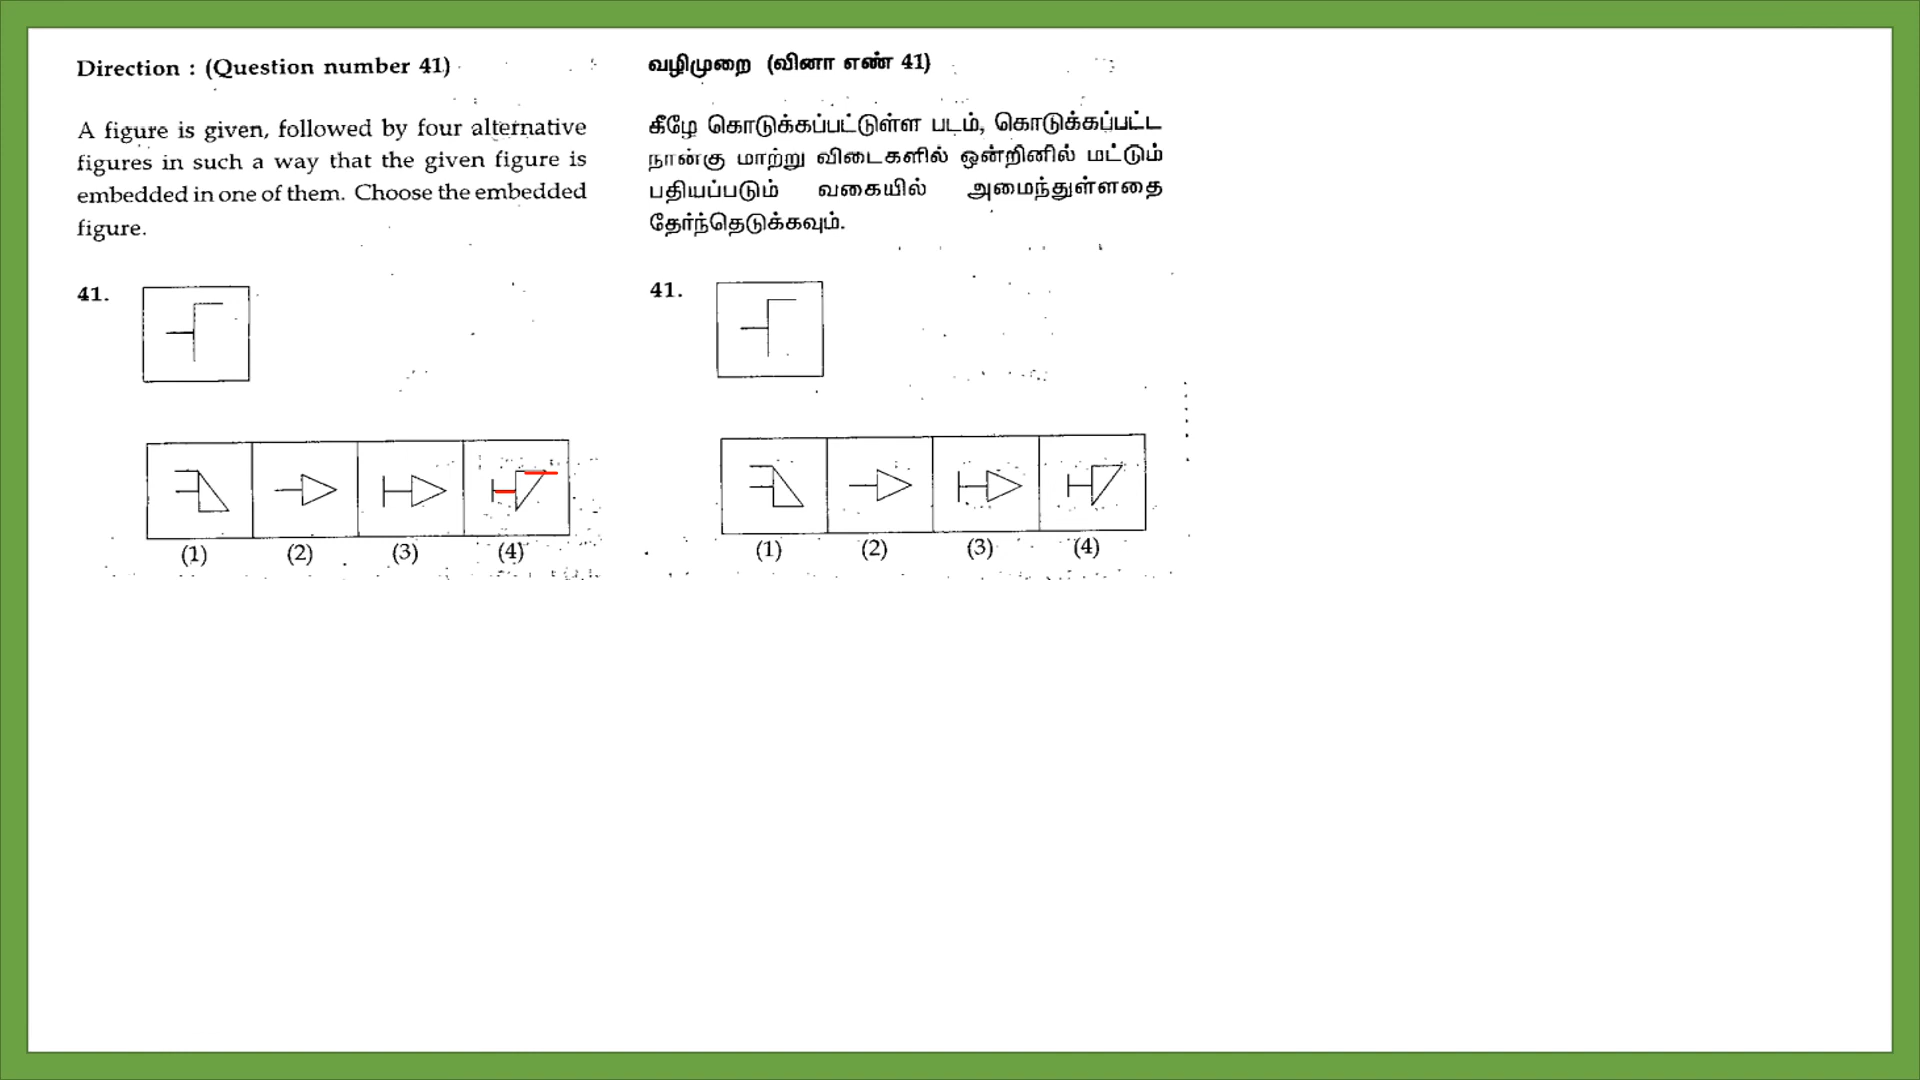 Direction : (Question number 41)
A figure is given, followed by four alternative
figures in such a way that the given figure is
embedded in one of them. Choose the embedded
figure.
41.
(1) (2) (3) (4)
வழிமுறை (வினா எண் 41)
கீழே கொடுக்கப்பட்டுள்ள படம், கொடுக்கப்பட்ட
நான்கு மாற்று விடைகளில் ஒன்றினில் மட்டும்
பதியப்படும் வகையில் அமைந்துள்ளதை
தேர்ந்தெடுக்கவும்.
41.
(1) (2) (3) (4)